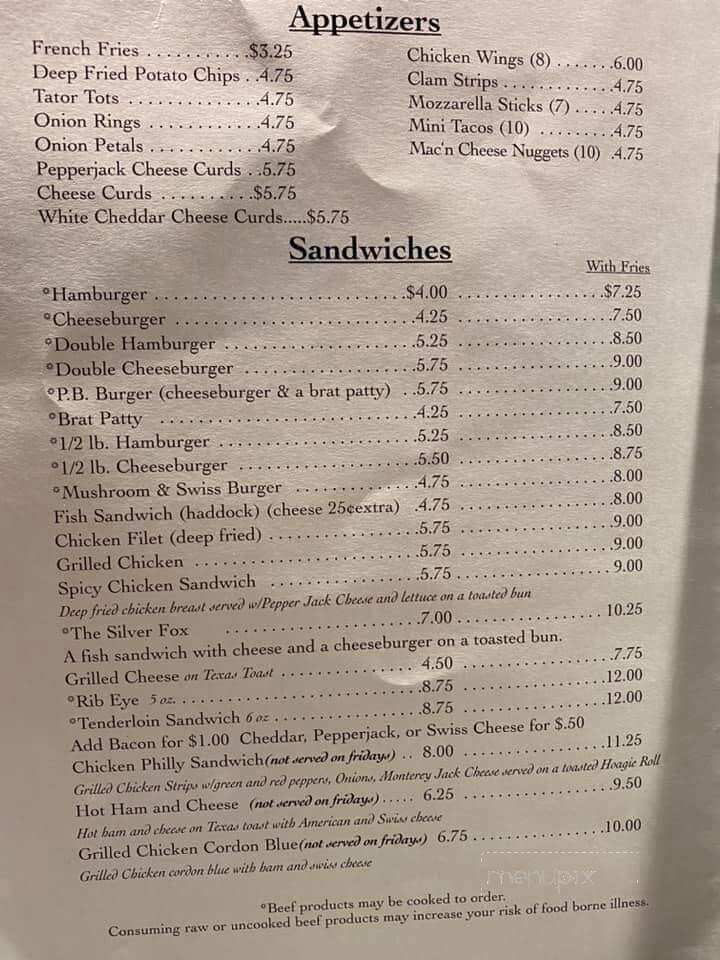 Appetizers
French Fries . . . . . . . . . . .$3.25
Deep Fried Potato Chips . .4.75
Tator Tots . . . . . . . . . . . . .4.75
Onion Rings . . . . . . . . . . . .4.75
Onion Petals . . . . . . . . . . . .4.75
Pepperjack Cheese Curds . .5.75
Cheese Curds . . . . . . . . . .$5.75
White Cheddar Cheese Curds.....$5.75
Chicken Wings (8) . . . . . . .6.00
Clam Strips . . . . . . . . . . . .4.75
Mozzarella Sticks (7) . . . . .4.75
Mini Tacos (10) . . . . . . . . .4.75
Mac'n Cheese Nuggets (10) .4.75
Sandwiches
With Fries
°Hamburger . . . . . . . . . . . . . . . . . . . . . . . . . .$4.00 . . . . . . . . . . . . . . . .$7.25
°Cheeseburger . . . . . . . . . . . . . . . . . . . . . . . . .4.25 . . . . . . . . . . . . . . . . .7.50
°Double Hamburger . . . . . . . . . . . . . . . . . . . .5.25 . . . . . . . . . . . . . . . . .8.50
°Double Cheeseburger . . . . . . . . . . . . . . . . . .5.75 . . . . . . . . . . . . . . . . .9.00
°P.B. Burger (cheeseburger & a brat patty) . .5.75 . . . . . . . . . . . . . . . . .9.00
°Brat Patty . . . . . . . . . . . . . . . . . . . . . . . . . .4.25 . . . . . . . . . . . . . . . . .7.50
°1/2 lb. Hamburger . . . . . . . . . . . . . . . . . . . .5.25 . . . . . . . . . . . . . . . . .8.50
°1/2 lb. Cheeseburger . . . . . . . . . . . . . . . . . .5.50 . . . . . . . . . . . . . . . . .8.75
°Mushroom & Swiss Burger . . . . . . . . . . . . .4.75 . . . . . . . . . . . . . . . . .8.00
Fish Sandwich (haddock) (cheese 25¢extra) .4.75 . . . . . . . . . . . . . . . . .8.00
Chicken Filet (deep fried) . . . . . . . . . . . . . . . .5.75 . . . . . . . . . . . . . . . . .9.00
Grilled Chicken . . . . . . . . . . . . . . . . . . . . . . . .5.75 . . . . . . . . . . . . . . . . .9.00
Spicy Chicken Sandwich . . . . . . . . . . . . . . . .5.75 . . . . . . . . . . . . . . . . . 9.00
Deep fried chicken breast served w/Pepper Jack Cheese and lettuce on a toasted bun
°The Silver Fox . . . . . . . . . . . . . . . . . . . . .7.00 . . . . . . . . . . . . . . . . 10.25
A fish sandwich with cheese and a cheeseburger on a toasted bun.
Grilled Cheese on Texas Toast . . . . . . . . . . . . . . . 4.50 . . . . . . . . . . . . . . . . .7.75
°Rib Eye 5 oz. . . . . . . . . . . . . . . . . . . . . . . . . . .8.75 . . . . . . . . . . . . . . . .12.00
°Tenderloin Sandwich 6 oz . . . . . . . . . . . . . . . .8.75 . . . . . . . . . . . . . . . .12.00
Add Bacon for $1.00 Cheddar, Pepperjack, or Swiss Cheese for $.50
Chicken Philly Sandwich(not served on fridays) . . 8.00 . . . . . . . . . . . . . . . .11.25
Grilled Chicken Strips w/green and red peppers, Onions, Monterey Jack Cheese served on a toasted Hoagie Roll
Hot Ham and Cheese (not served on fridays) . . . . . 6.25 . . . . . . . . . . . . . . . . .9.50
Hot ham and cheese on Texas toast with American and Swiss cheese
Grilled Chicken Cordon Blue(not served on fridays) 6.75 . . . . . . . . . . . . . . .10.00
Grilled Chicken cordon blue with ham and swiss cheese
menupix
°Beef products may be cooked to order.
Consuming raw or uncooked beef products may increase your risk of food borne illness.